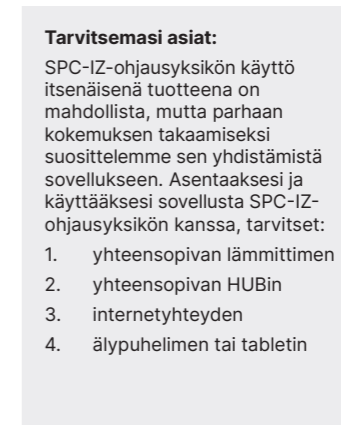 Tarvitsemasi asiat:
SPC-IZ-ohjausyksikön käyttö
itsenäisenä tuotteena on
mahdollista, mutta parhaan
kokemuksen takaamiseksi
suosittelemme sen yhdistämistä
sovellukseen. Asentaaksesi ja
käyttääksesi sovellusta SPC-IZ-
ohjausyksikön kanssa, tarvitset:
1. yhteensopivan lämmittimen
2. yhteensopivan HUBin
3. internetyhteyden
4. älypuhelimen tai tabletin